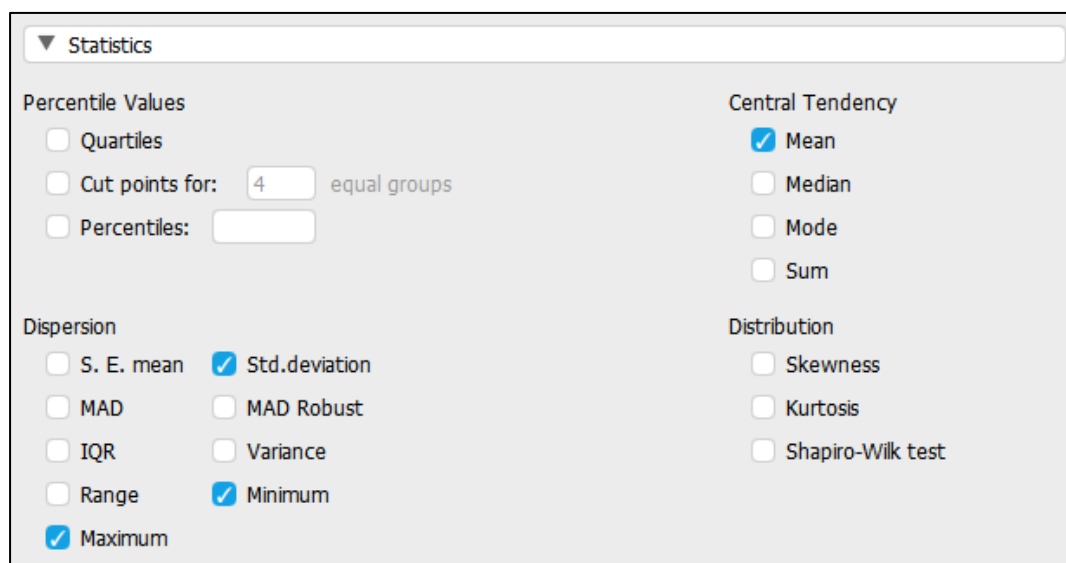 Statistics
Percentile Values
Quartiles
Cut points for: 4 equal groups
Percentiles:
Central Tendency
Mean
Median
Mode
Sum
Dispersion
S. E. mean Std.deviation
MAD MAD Robust
IQR Variance
Range Minimum
Maximum
Distribution
Skewness
Kurtosis
Shapiro-Wilk test